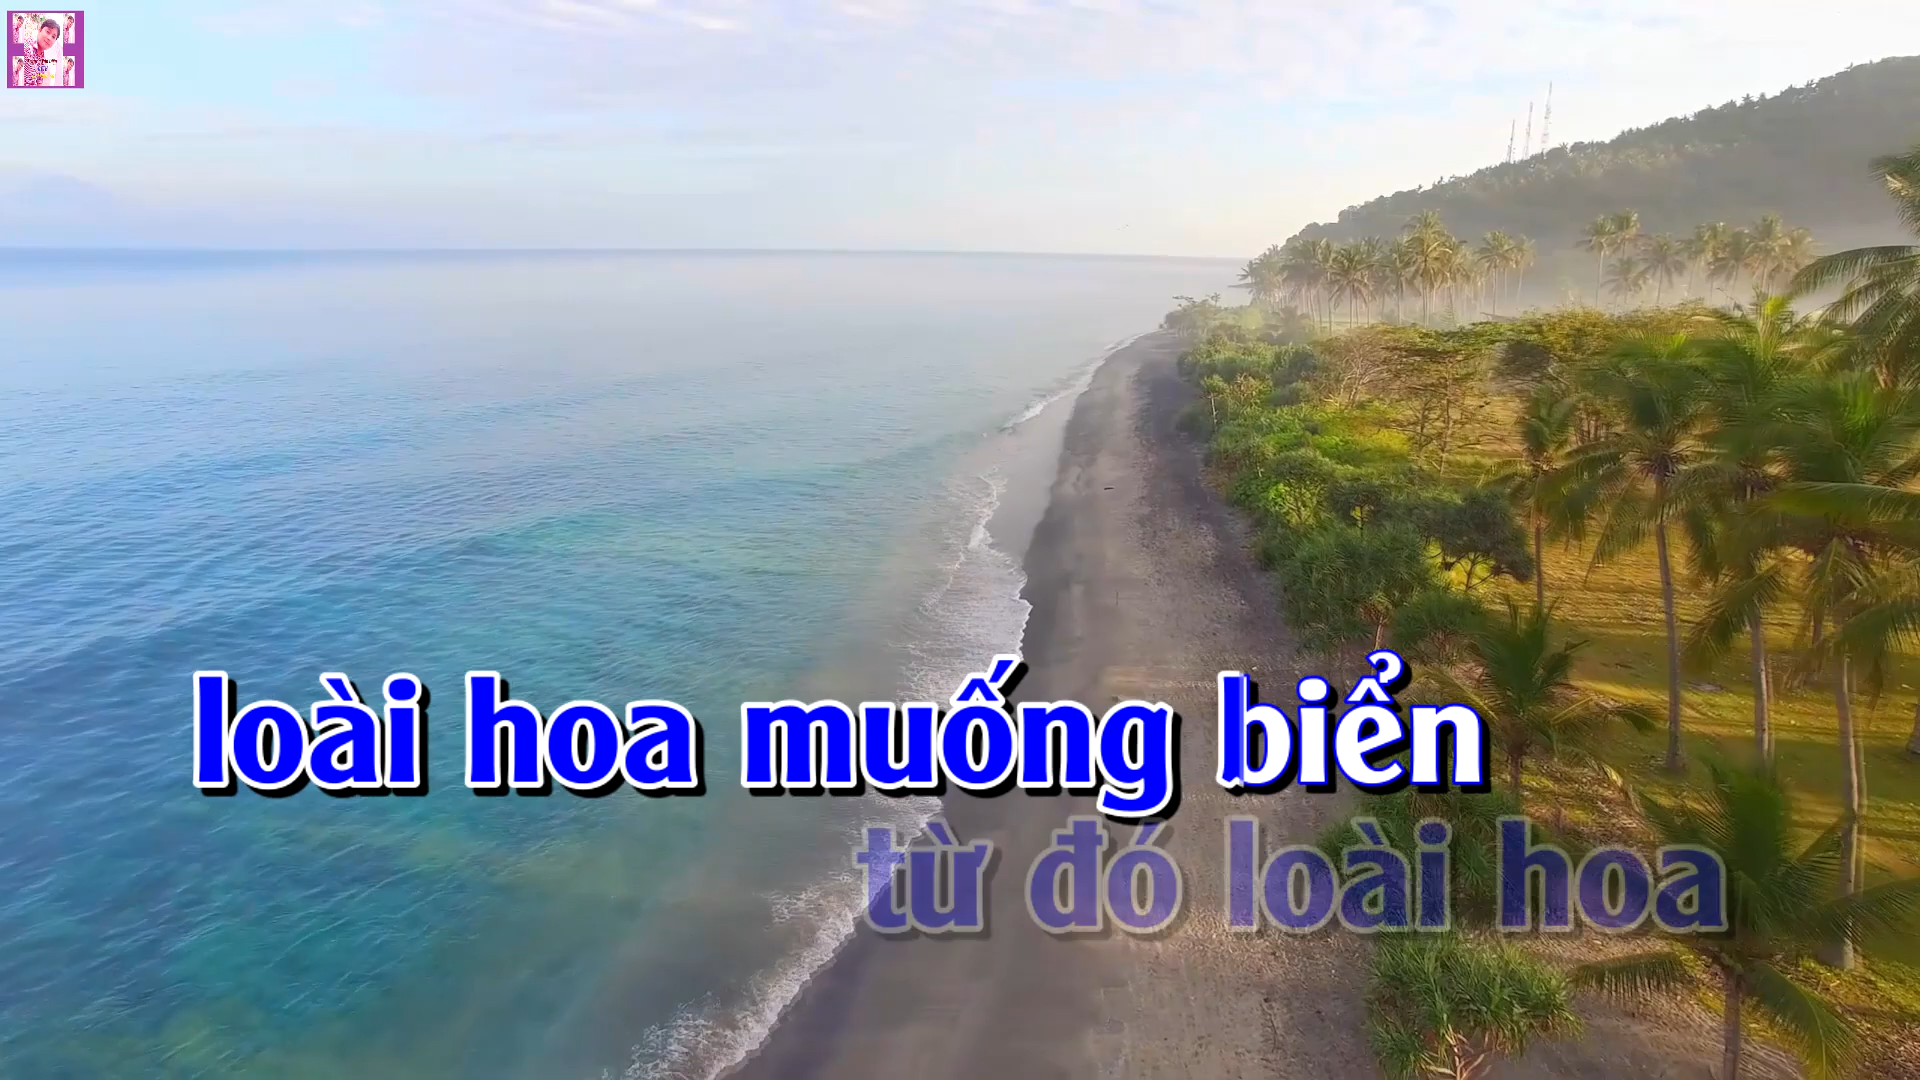 loài hoa muống biển
từ đó loài hoa